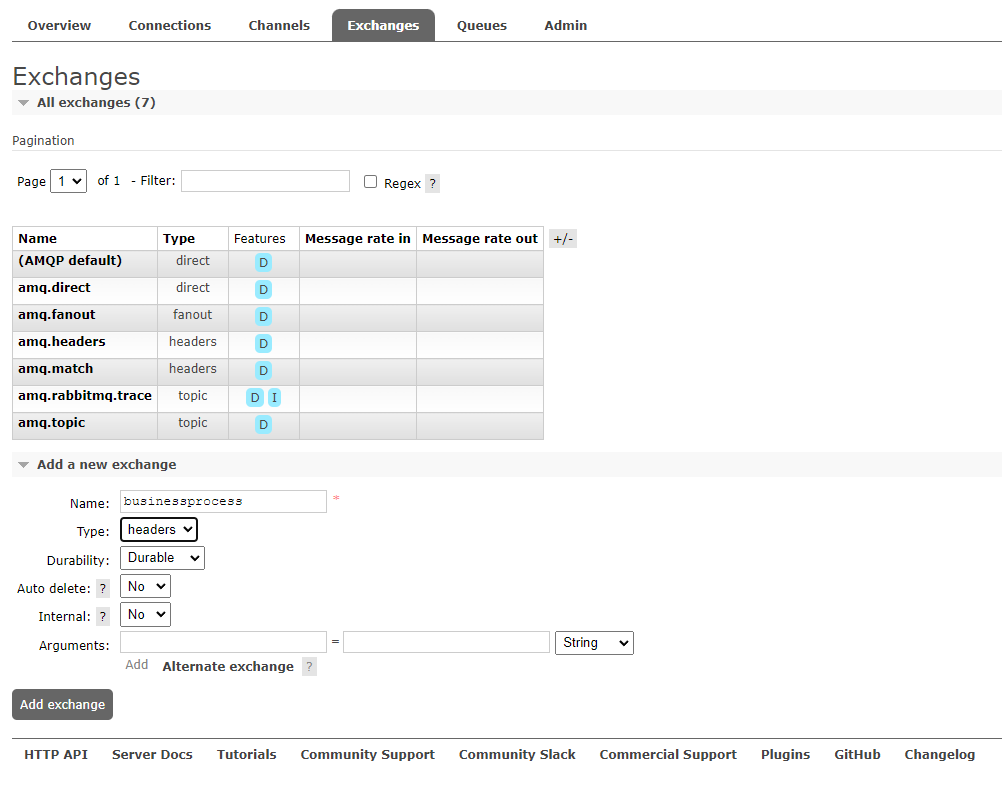 Overview Connections Channels Exchanges Queues Admin
Exchanges
All exchanges (7)
Pagination
Page 1 of 1 - Filter: Regex ?
Name Type Features Message rate in Message rate out +/-
(AMQP default) direct D
amq.direct direct D
amq.fanout fanout D
amq.headers headers D
amq.match headers D
amq.rabbitmq.trace topic D I
amq.topic topic D
Add a new exchange
Name: businessprocess *
Type: headers
Durability: Durable
Auto delete: ? No
Internal: ? No
Arguments: = String
Add Alternate exchange ?
Add exchange
HTTP API Server Docs Tutorials Community Support Community Slack Commercial Support Plugins GitHub Changelog